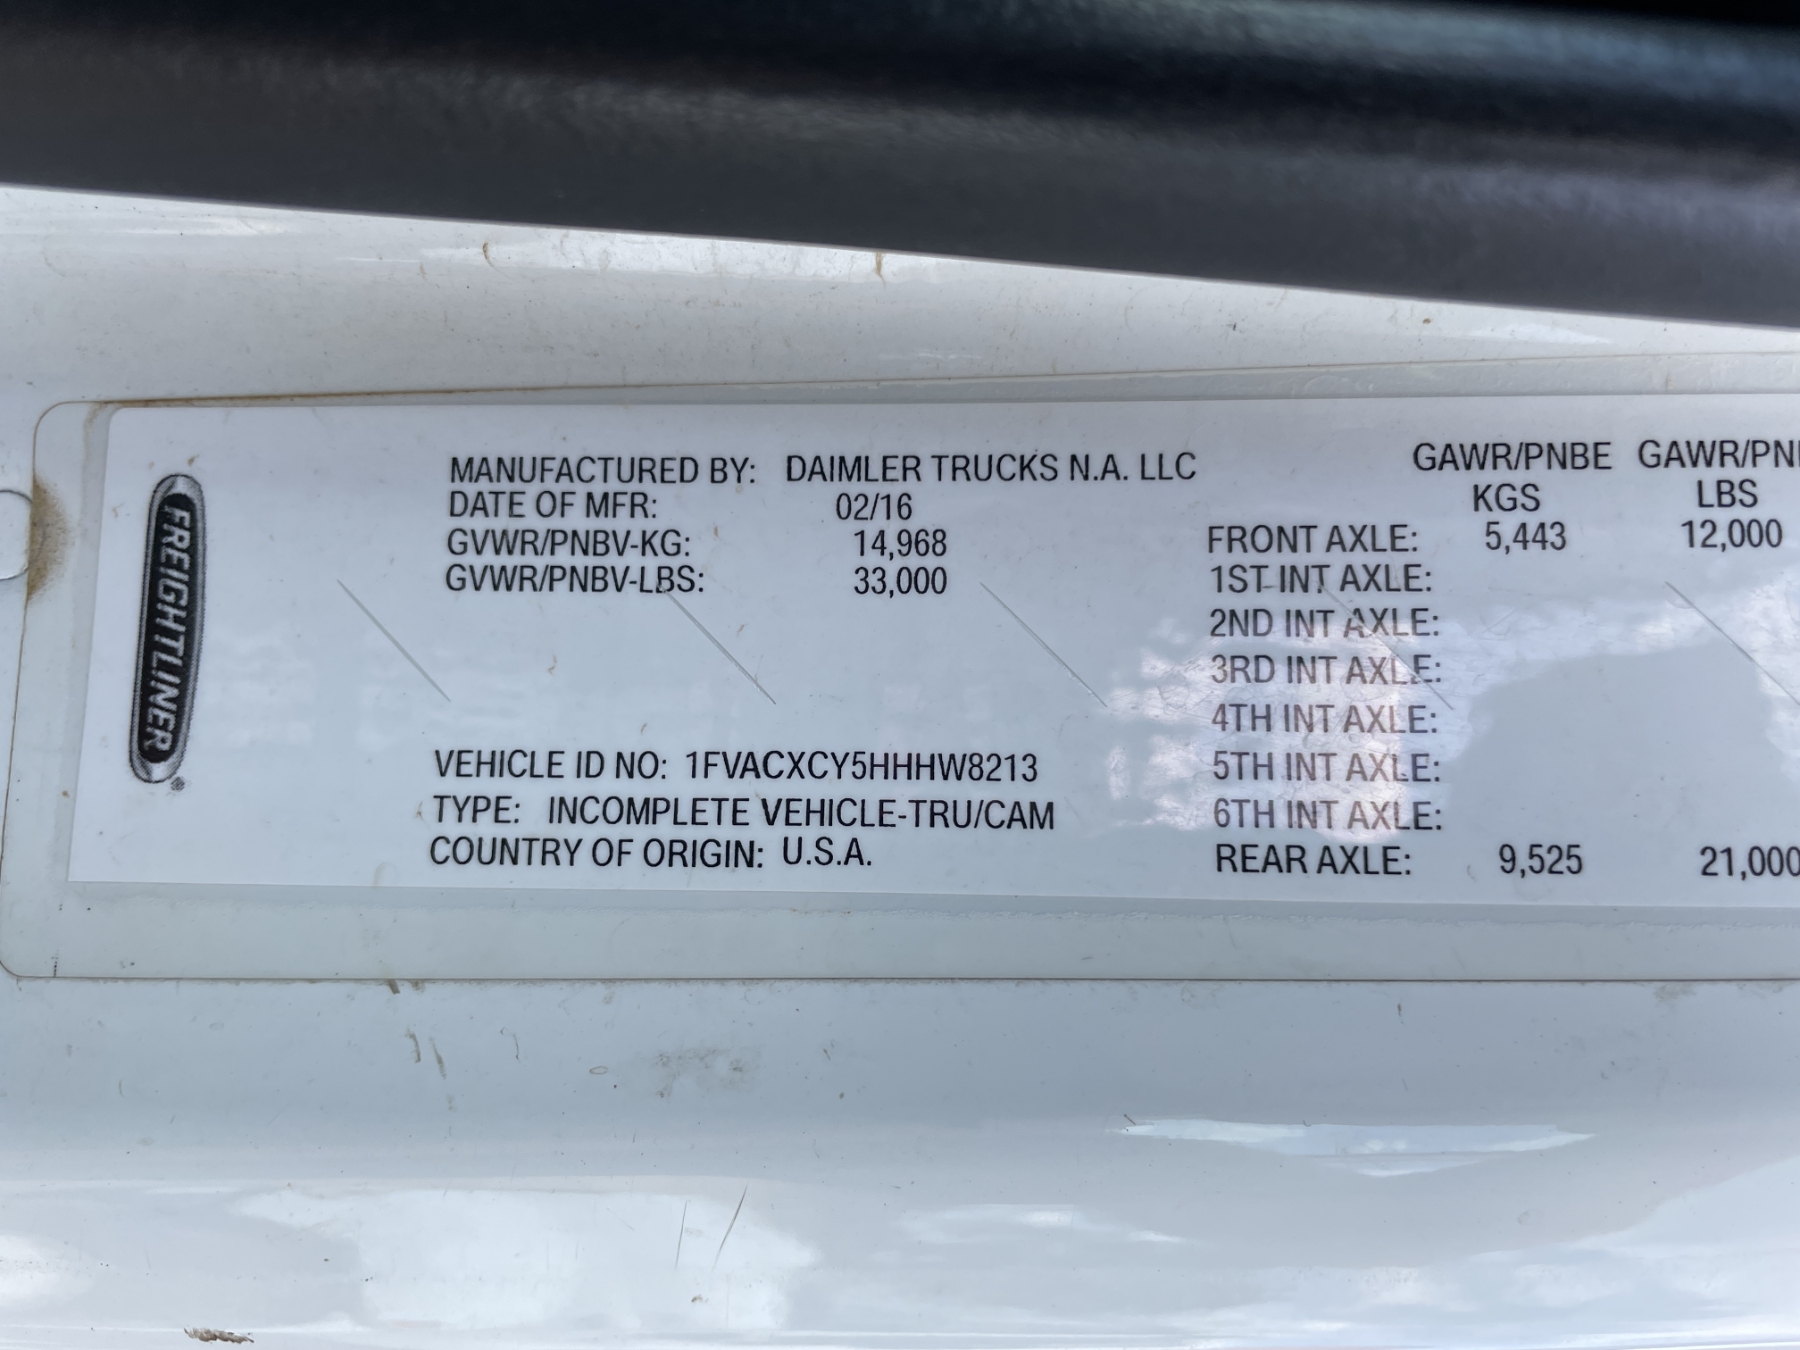 FREIGHTLINER
MANUFACTURED BY: DAIMLER TRUCKS N.A. LLC
DATE OF MFR: 02/16
GVWR/PNBV-KG: 14,968
GVWR/PNBV-LBS: 33,000
VEHICLE ID NO: 1FVACXCY5HHHW8213
TYPE: INCOMPLETE VEHICLE-TRU/CAM
COUNTRY OF ORIGIN: U.S.A.
GAWR/PNBE GAWR/PN
KGS LBS
FRONT AXLE: 5,443 12,000
1ST INT AXLE:
2ND INT AXLE:
3RD INT AXLE:
4TH INT AXLE:
5TH INT AXLE:
6TH INT AXLE:
REAR AXLE: 9,525 21,000